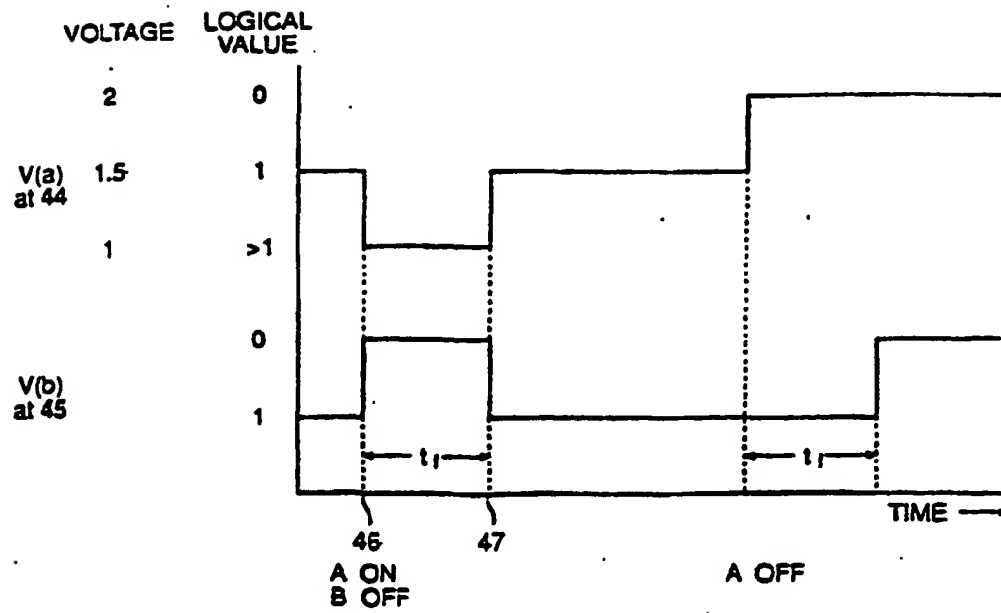 VOLTAGE
LOGICAL
VALUE
2
0
V(a)
at 44
1.5
1
1
>1
0
V(b)
at 45
1
t₁
t₁
TIME
46
47
A ON
B OFF
A OFF